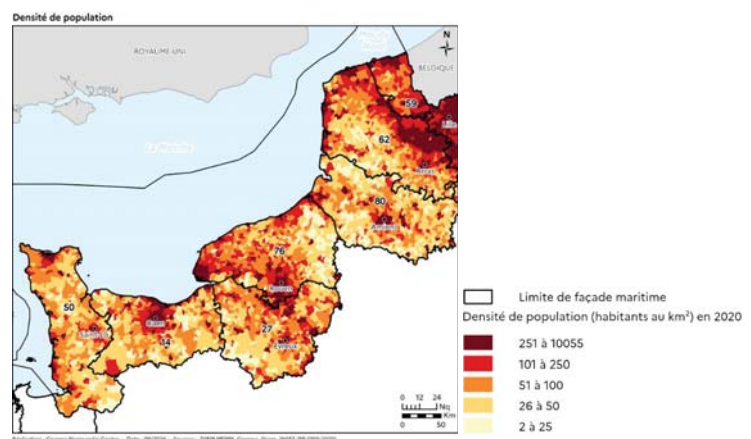 Densité de population
N
ROYAUME-UNI
BELGIQUE
59
Lille
La Manche
62
Arras
80
Amiens
76
Rouen
50
Caen
Saint-Lô
14
27
Évreux
Limite de façade maritime
Densité de population (habitants au km²) en 2020
251 à 10055
101 à 250
51 à 100
26 à 50
2 à 25
0 12 24
Nq
Km
0 50